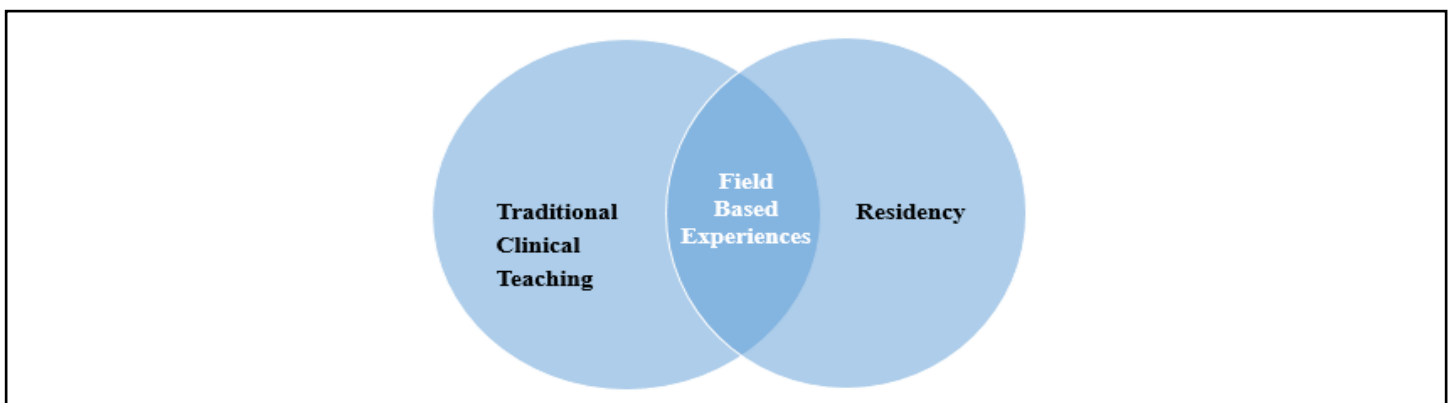 Traditional
Clinical
Teaching
Field
Based
Experiences
Residency